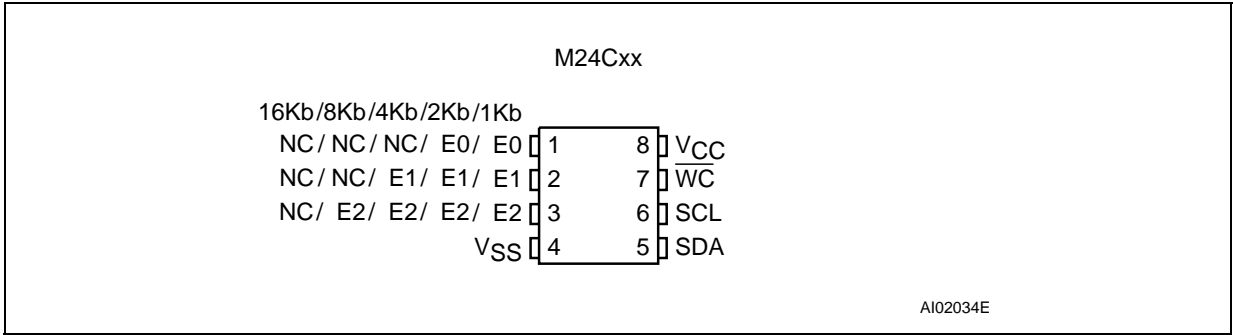 M24Cxx
16Kb/8Kb/4Kb/2Kb/1Kb
NC/ NC/ NC/ E0/ E0 1 8 VCC
NC/ NC/ E1/ E1/ E1 2 7 WC
NC/ E2/ E2/ E2/ E2 3 6 SCL
VSS 4 5 SDA
AI02034E